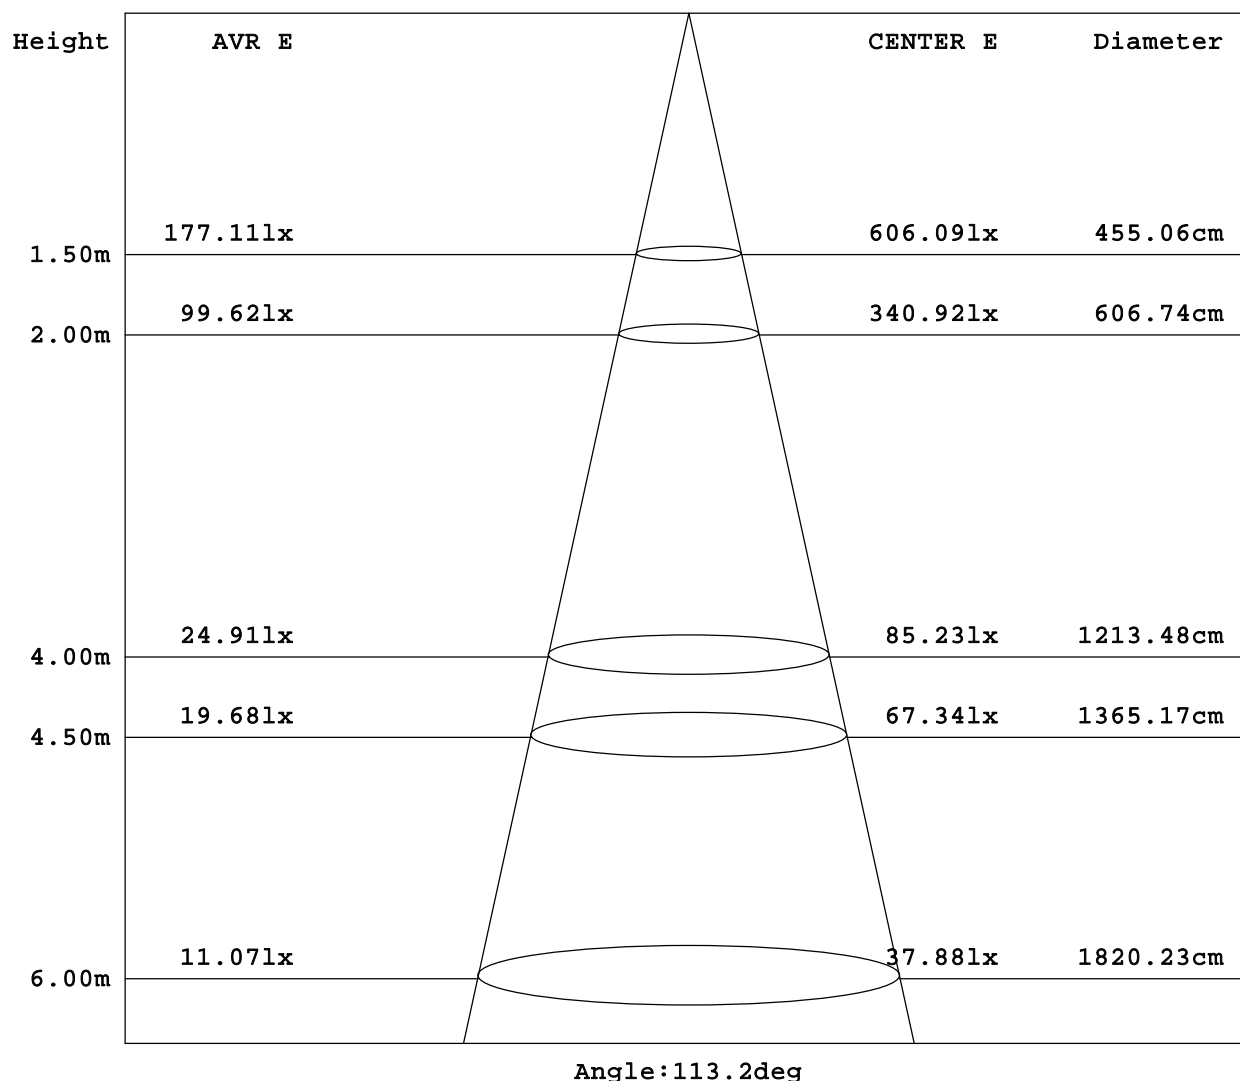 Height AVR E CENTER E Diameter
177.11lx 606.09lx 455.06cm
1.50m
99.62lx 340.92lx 606.74cm
2.00m
24.91lx 85.23lx 1213.48cm
4.00m
19.68lx 67.34lx 1365.17cm
4.50m
11.07lx 37.88lx 1820.23cm
6.00m
Angle:113.2deg